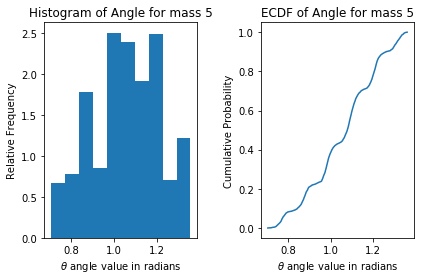 Histogram of Angle for mass 5
Relative Frequency
2.5
2.0
1.5
1.0
0.5
0.0
0.8 1.0 1.2
θ angle value in radians
ECDF of Angle for mass 5
Cumulative Probability
1.0
0.8
0.6
0.4
0.2
0.0
0.8 1.0 1.2
θ angle value in radians